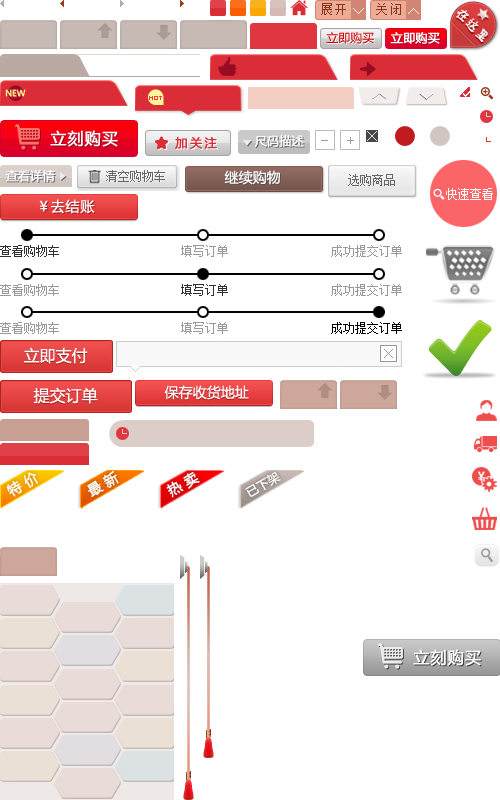 展开
关闭
在这里
立即购买
立即购买
NEW
HOT
立刻购买
加关注
尺码描述
查看详情
清空购物车
继续购物
选购商品
快速查看
¥去结账
查看购物车
填写订单
成功提交订单
查看购物车
填写订单
成功提交订单
查看购物车
填写订单
成功提交订单
立即支付
提交订单
保存收货地址
特价
最新
热卖
已下架
立刻购买